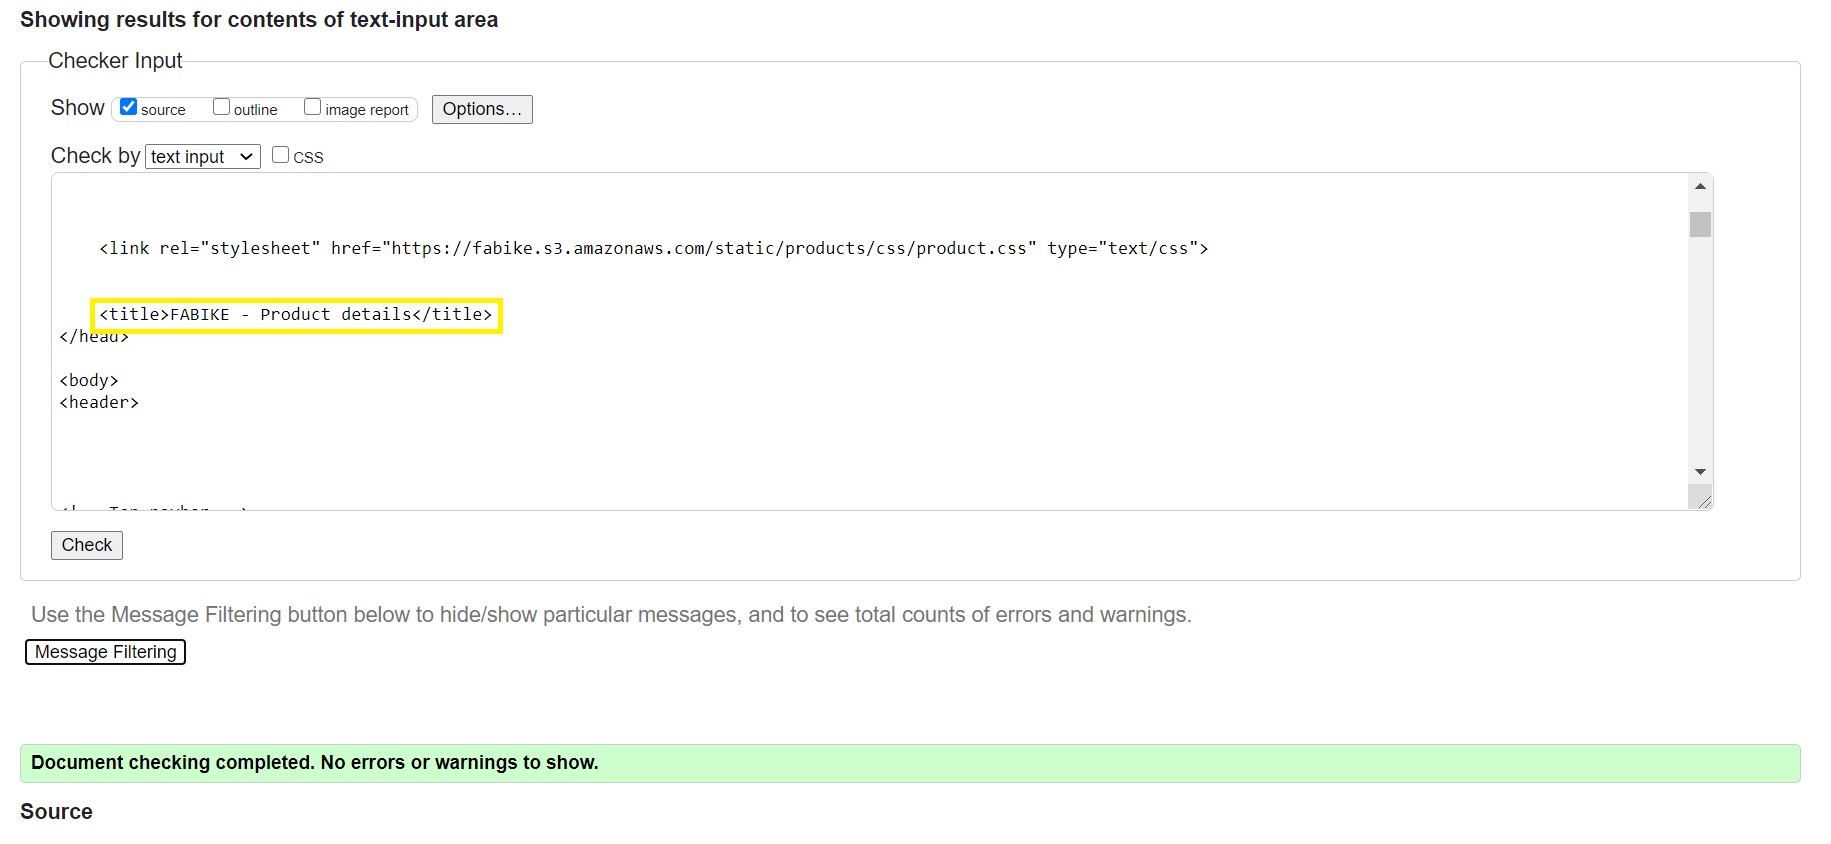 Showing results for contents of text-input area
Checker Input
Show source outline image report Options...
Check by text input CSS
<link rel="stylesheet" href="https://fabike.s3.amazonaws.com/static/products/css/product.css" type="text/css">
<title>FABIKE - Product details</title>
</head>
<body>
<header>
Check
Use the Message Filtering button below to hide/show particular messages, and to see total counts of errors and warnings.
Message Filtering
Document checking completed. No errors or warnings to show.
Source